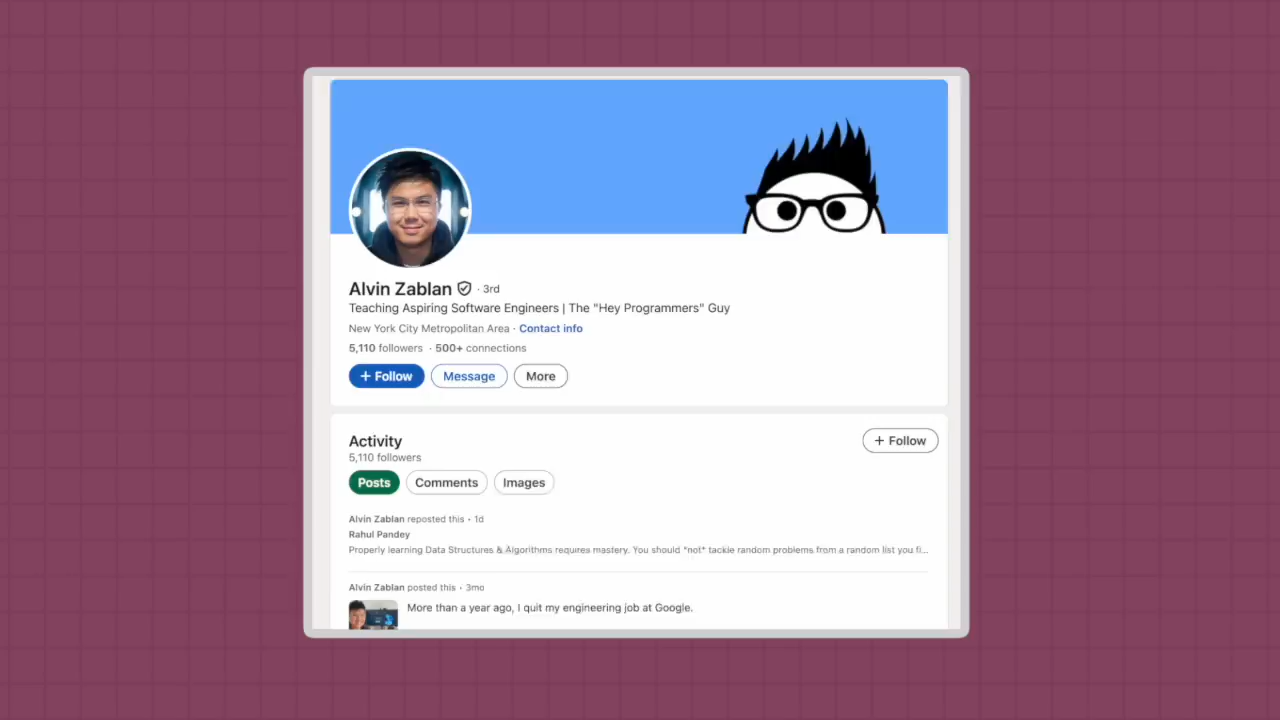 Alvin Zablan · 3rd
Teaching Aspiring Software Engineers | The "Hey Programmers" Guy
New York City Metropolitan Area · Contact info
5,110 followers · 500+ connections
+ Follow Message More
Activity
+ Follow
5,110 followers
Posts Comments Images
Alvin Zablan reposted this • 1d
Rahul Pandey
Properly learning Data Structures & Algorithms requires mastery. You should *not* tackle random problems from a random list you fi...
Alvin Zablan posted this • 3mo
More than a year ago, I quit my engineering job at Google.